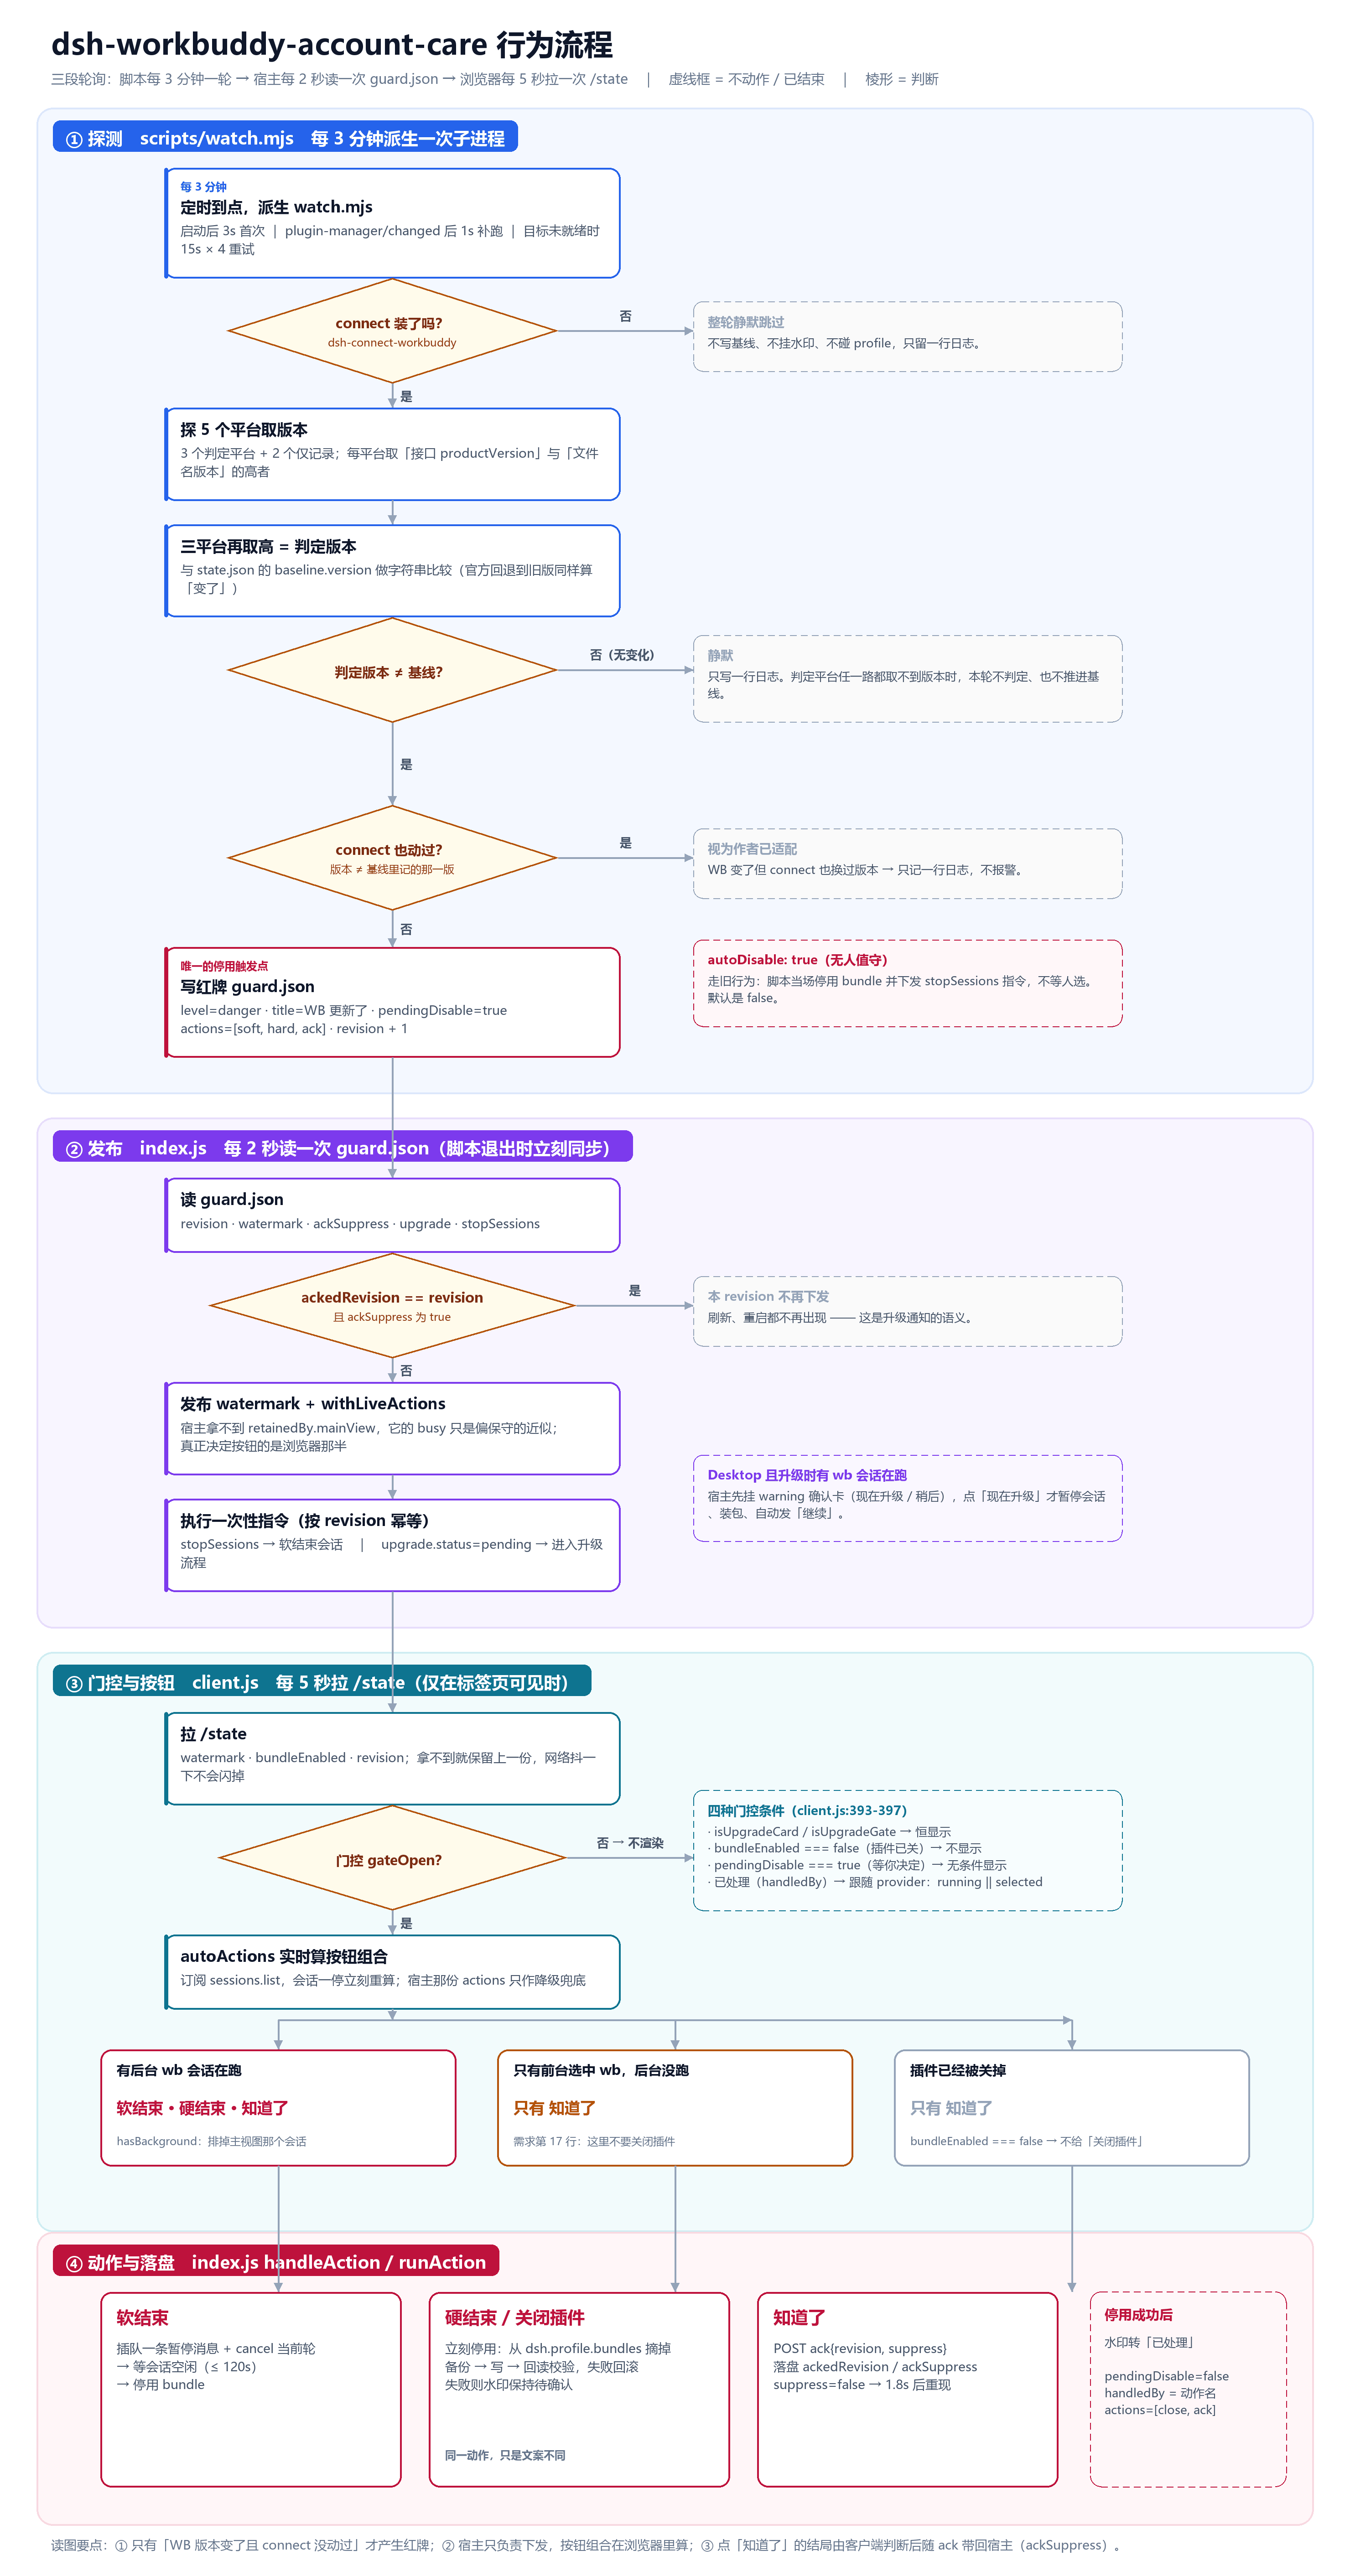 dsh-workbuddy-account-care 行为流程
三段轮询：脚本每 3 分钟一轮 → 宿主每 2 秒读一次 guard.json → 浏览器每 5 秒拉一次 /state ｜ 虚线框 = 不动作 / 已结束 ｜ 棱形 = 判断
① 探测 scripts/watch.mjs 每 3 分钟派生一次子进程
每 3 分钟
定时到点，派生 watch.mjs
启动后 3s 首次 ｜ plugin-manager/changed 后 1s 补跑 ｜ 目标未就绪时
15s × 4 重试
connect 装了吗？
dsh-connect-workbuddy
否
整轮静默跳过
不写基线、不挂水印、不碰 profile，只留一行日志。
是
探 5 个平台取版本
3 个判定平台 + 2 个仅记录；每平台取「接口 productVersion」与「文件
名版本」的高者
三平台再取高 = 判定版本
与 state.json 的 baseline.version 做字符串比较（官方回退到旧版同样算
「变了」）
判定版本 ≠ 基线？
否（无变化）
静默
只写一行日志。判定平台任一路都取不到版本时，本轮不判定、也不推进基
线。
是
connect 也动过？
版本 ≠ 基线里记的那一版
是
视为作者已适配
WB 变了但 connect 也换过版本 → 只记一行日志，不报警。
否
唯一的停用触发点
写红牌 guard.json
level=danger · title=WB 更新了 · pendingDisable=true
actions=[soft, hard, ack] · revision + 1
autoDisable: true（无人值守）
走旧行为：脚本当场停用 bundle 并下发 stopSessions 指令，不等人选。
默认是 false。
② 发布 index.js 每 2 秒读一次 guard.json（脚本退出时立刻同步）
读 guard.json
revision · watermark · ackSuppress · upgrade · stopSessions
ackedRevision == revision
且 ackSuppress 为 true
是
本 revision 不再下发
刷新、重启都不再出现 —— 这是升级通知的语义。
否
发布 watermark + withLiveActions
宿主拿不到 retainedBy.mainView，它的 busy 只是偏保守的近似；
真正决定按钮的是浏览器那半
Desktop 且升级时有 wb 会话在跑
宿主先挂 warning 确认卡（现在升级 / 稍后），点「现在升级」才暂停会话
、装包、自动发「继续」。
执行一次性指令（按 revision 幂等）
stopSessions → 软结束会话 ｜ upgrade.status=pending → 进入升级
流程
③ 门控与按钮 client.js 每 5 秒拉 /state（仅在标签页可见时）
拉 /state
watermark · bundleEnabled · revision；拿不到就保留上一份，网络抖一
下不会闪掉
门控 gateOpen？
否 → 不渲染
四种门控条件（client.js:393-397）
· isUpgradeCard / isUpgradeGate → 恒显示
· bundleEnabled === false（插件已关）→ 不显示
· pendingDisable === true（等你决定）→ 无条件显示
· 已处理（handledBy）→ 跟随 provider：running || selected
是
autoActions 实时算按钮组合
订阅 sessions.list，会话一停立刻重算；宿主那份 actions 只作降级兜底
有后台 wb 会话在跑
软结束 · 硬结束 · 知道了
hasBackground：排掉主视图那个会话
只有前台选中 wb，后台没跑
只有 知道了
需求第 17 行：这里不要关闭插件
插件已经被关掉
只有 知道了
bundleEnabled === false → 不给「关闭插件」
④ 动作与落盘 index.js handleAction / runAction
软结束
插队一条暂停消息 + cancel 当前轮
→ 等会话空闲（≤ 120s）
→ 停用 bundle
硬结束 / 关闭插件
立刻停用：从 dsh.profile.bundles 摘掉
备份 → 写 → 回读校验，失败回滚
失败则水印保持待确认
同一动作，只是文案不同
知道了
POST ack{revision, suppress}
落盘 ackedRevision / ackSuppress
suppress=false → 1.8s 后重现
停用成功后
水印转「已处理」
pendingDisable=false
handledBy = 动作名
actions=[close, ack]
读图要点：① 只有「WB 版本变了且 connect 没动过」才产生红牌；② 宿主只负责下发，按钮组合在浏览器里算；③ 点「知道了」的结局由客户端判断后随 ack 带回宿主（ackSuppress）。